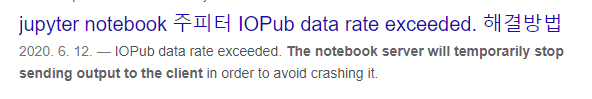 jupyter notebook 주피터 IOPub data rate exceeded. 해결방법
2020. 6. 12. — IOPub data rate exceeded. The notebook server will temporarily stop
sending output to the client in order to avoid crashing it.